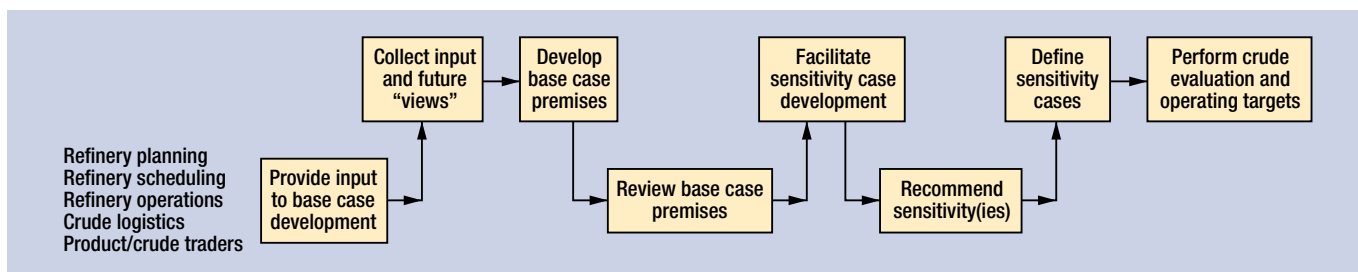 Collect input
and future
“views”
Develop
base case
premises
Facilitate
sensitivity case
development
Define
sensitivity
cases
Perform crude
evaluation and
operating targets
Refinery planning
Refinery scheduling
Refinery operations
Crude logistics
Product/crude traders
Provide input
to base case
development
Review base case
premises
Recommend
sensitivity(ies)